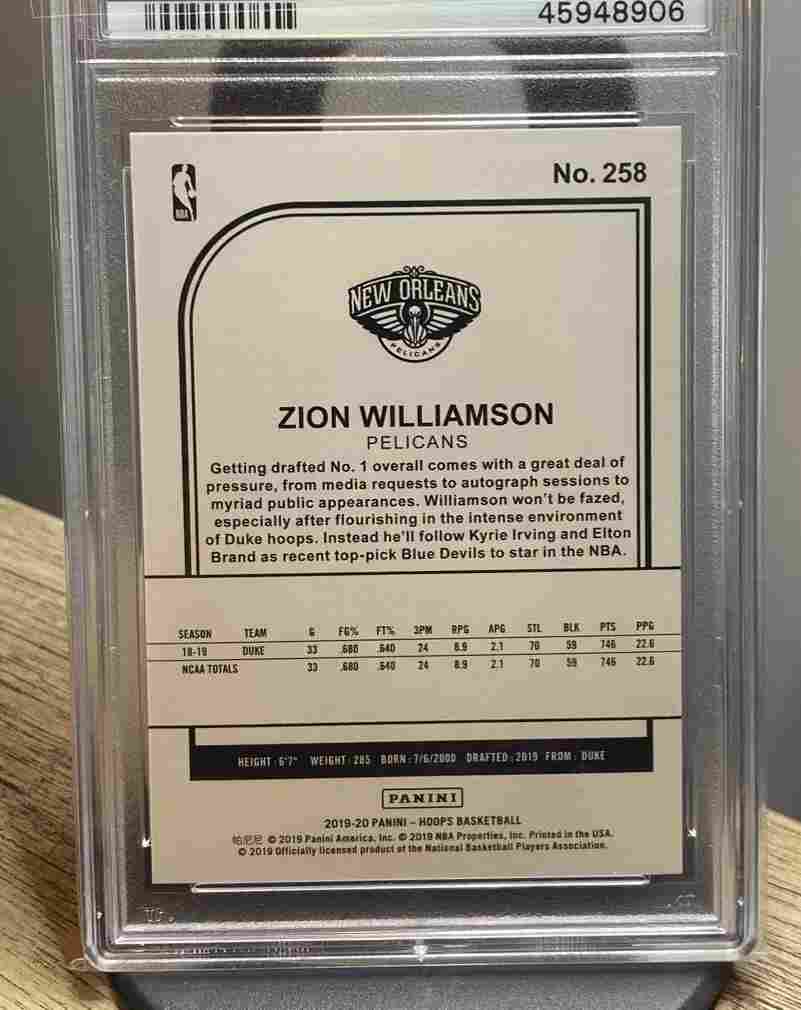 45948906
No. 258
NBA
NEW ORLEANS
PELICANS
ZION WILLIAMSON
PELICANS
Getting drafted No. 1 overall comes with a great deal of
pressure, from media requests to autograph sessions to
myriad public appearances. Williamson won't be fazed,
especially after flourishing in the intense environment
of Duke hoops. Instead he'll follow Kyrie Irving and Elton
Brand as recent top-pick Blue Devils to star in the NBA.
SEASON TEAM G FG% FT% 3PM RPG APG STL BLK PTS PPG
18-19 DUKE 33 .680 .640 24 8.9 2.1 70 59 746 22.6
NCAA TOTALS 33 .680 .640 24 8.9 2.1 70 59 746 22.6
HEIGHT: 6'7" WEIGHT: 285 BORN: 7/6/2000 DRAFTED: 2019 FROM: DUKE
PANINI
2019-20 PANINI – HOOPS BASKETBALL
帕尼尼 © 2019 Panini America, Inc. © 2019 NBA Properties, Inc. Printed in the USA.
© 2019 Officially licensed product of the National Basketball Players Association.